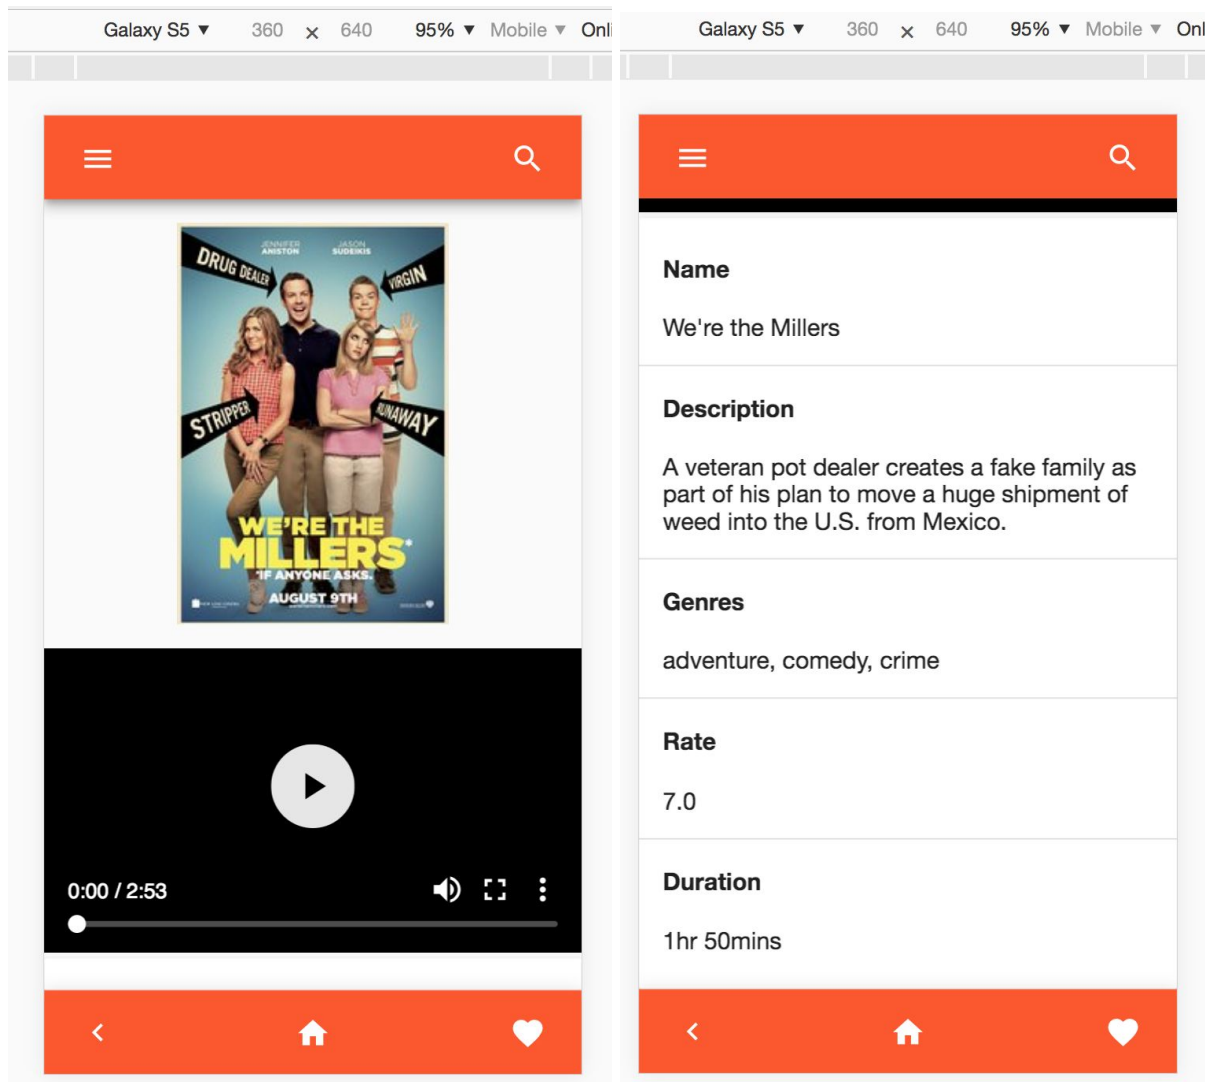 Galaxy S5 ▼ 360 × 640 95% ▼ Mobile ▼ Onli
JENNIFER ANISTON
JASON SUDEIKIS
DRUG DEALER
VIRGIN
STRIPPER
RUNAWAY
WE'RE THE
MILLERS*
*IF ANYONE ASKS.
AUGUST 9TH
0:00 / 2:53
Galaxy S5 ▼ 360 × 640 95% ▼ Mobile ▼ Onl
Name
We're the Millers
Description
A veteran pot dealer creates a fake family as
part of his plan to move a huge shipment of
weed into the U.S. from Mexico.
Genres
adventure, comedy, crime
Rate
7.0
Duration
1hr 50mins